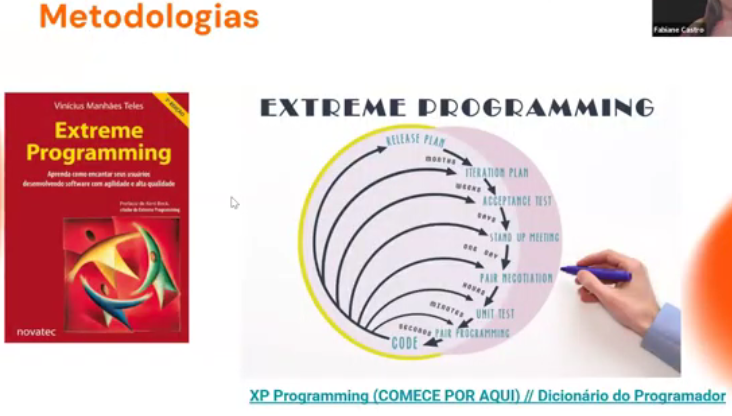 Metodologias
Fabiane Castro
Vinícius Manhães Teles
Extreme
Programming
Aprenda como encantar seus usuários
desenvolvendo software com agilidade e alta qualidade
Prefácio de Kent Beck,
criador do Extreme Programming
novatec
EXTREME PROGRAMMING
RELEASE PLAN
MONTHS
ITERATION PLAN
WEEKS
ACCEPTANCE TEST
DAYS
STAND UP MEETING
ONE DAY
PAIR NEGOTIATION
HOURS
UNIT TEST
MINUTES
PAIR PROGRAMMING
SECONDS
CODE
XP Programming (COMECE POR AQUI) // Dicionário do Programador